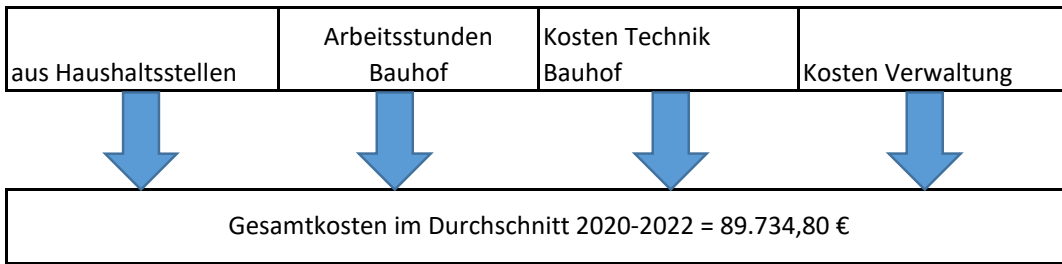 aus Haushaltsstellen
Arbeitsstunden
Bauhof
Kosten Technik
Bauhof
Kosten Verwaltung
Gesamtkosten im Durchschnitt 2020-2022 = 89.734,80 €